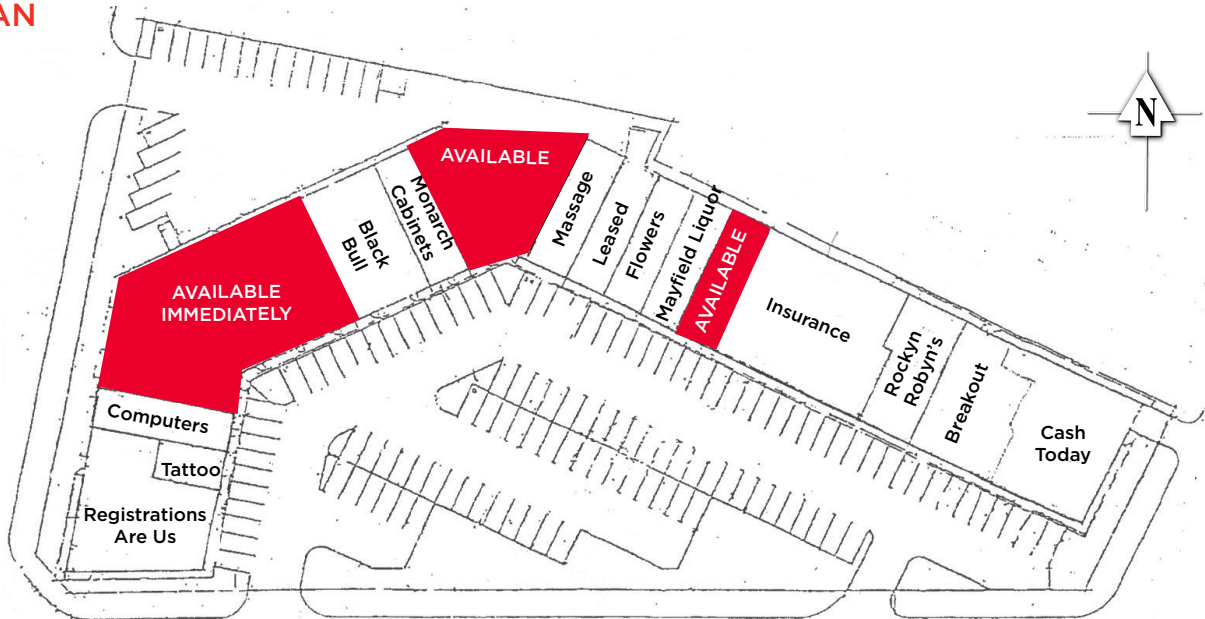 AN
N
AVAILABLE
Monarch
Cabinets
Massage
Leased
Flowers
Mayfield Liquor
AVAILABLE
Black
Bull
AVAILABLE
IMMEDIATELY
Insurance
Rockyn
Robyn's
Breakout
Cash
Today
Computers
Tattoo
Registrations
Are Us